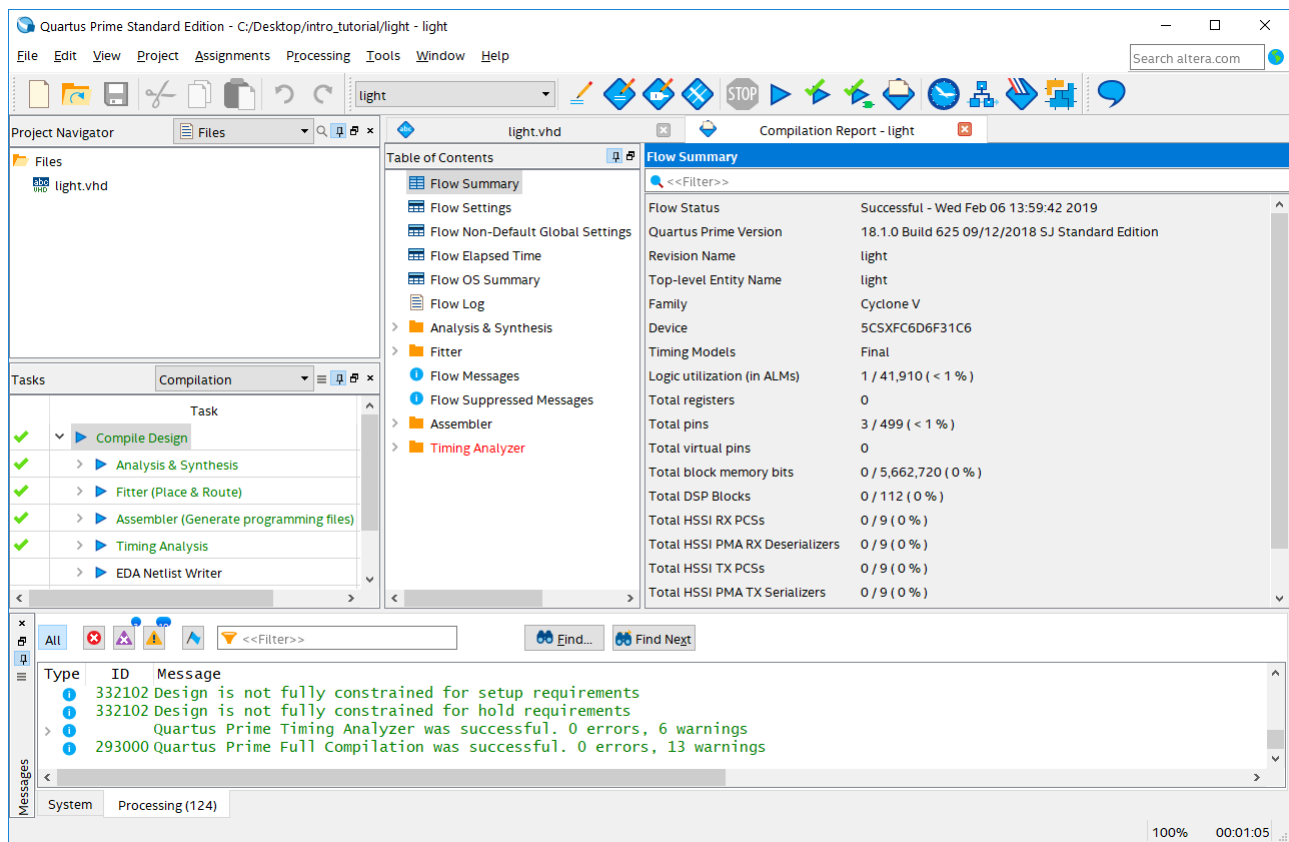 Quartus Prime Standard Edition - C:/Desktop/intro_tutorial/light - light
File Edit View Project Assignments Processing Tools Window Help
Search altera.com
STOP
light
Project Navigator
Files
Files
abc
VHD
light.vhd
Tasks
Compilation
Task
Compile Design
Analysis & Synthesis
Fitter (Place & Route)
Assembler (Generate programming files)
Timing Analysis
EDA Netlist Writer
abc
light.vhd
Compilation Report - light
Table of Contents
Flow Summary
Flow Settings
Flow Non-Default Global Settings
Flow Elapsed Time
Flow OS Summary
Flow Log
Analysis & Synthesis
Fitter
Flow Messages
Flow Suppressed Messages
Assembler
Timing Analyzer
Flow Summary
<<Filter>>
Flow Status Successful - Wed Feb 06 13:59:42 2019
Quartus Prime Version 18.1.0 Build 625 09/12/2018 SJ Standard Edition
Revision Name light
Top-level Entity Name light
Family Cyclone V
Device 5CSXFC6D6F31C6
Timing Models Final
Logic utilization (in ALMs) 1 / 41,910 ( < 1 % )
Total registers 0
Total pins 3 / 499 ( < 1 % )
Total virtual pins 0
Total block memory bits 0 / 5,662,720 ( 0 % )
Total DSP Blocks 0 / 112 ( 0 % )
Total HSSI RX PCSs 0 / 9 ( 0 % )
Total HSSI PMA RX Deserializers 0 / 9 ( 0 % )
Total HSSI TX PCSs 0 / 9 ( 0 % )
Total HSSI PMA TX Serializers 0 / 9 ( 0 % )
All
<<Filter>>
Find...
Find Next
Type ID Message
332102 Design is not fully constrained for setup requirements
332102 Design is not fully constrained for hold requirements
Quartus Prime Timing Analyzer was successful. 0 errors, 6 warnings
293000 Quartus Prime Full Compilation was successful. 0 errors, 13 warnings
Messages
System
Processing (124)
100% 00:01:05